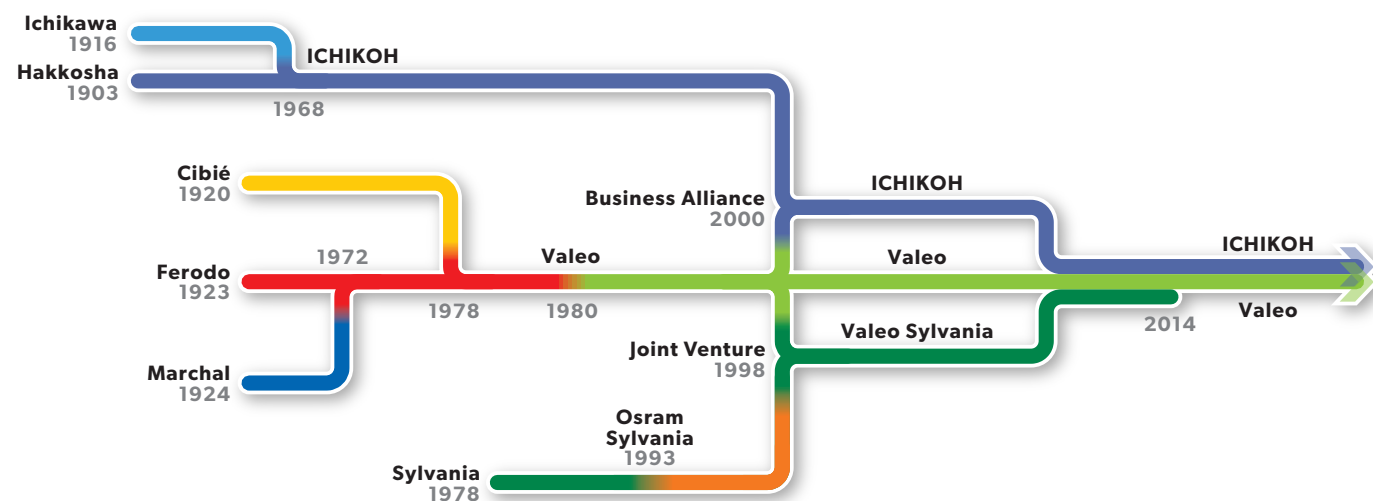 Ichikawa
1916
ICHIKOH
Hakkosha
1903
1968
Cibié
1920
Business Alliance
2000
ICHIKOH
1972
Valeo
Valeo
ICHIKOH
Ferodo
1923
1978
1980
Valeo
2014
Valeo Sylvania
Joint Venture
1998
Marchal
1924
Osram
Sylvania
1993
Sylvania
1978